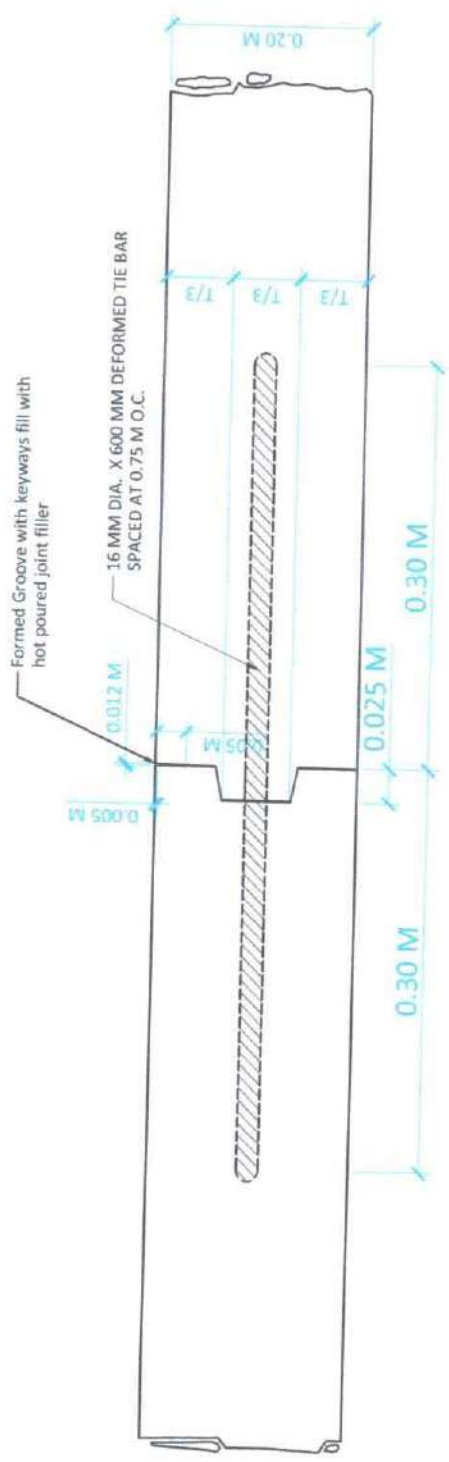 Formed Groove with keyways fill with
hot poured joint filler
0.012 M
0.005 M
0.05 M
16 MM DIA. X 600 MM DEFORMED TIE BAR
SPACED AT 0.75 M O.C.
T/3
T/3
T/3
0.20 M
0.025 M
0.30 M
0.30 M